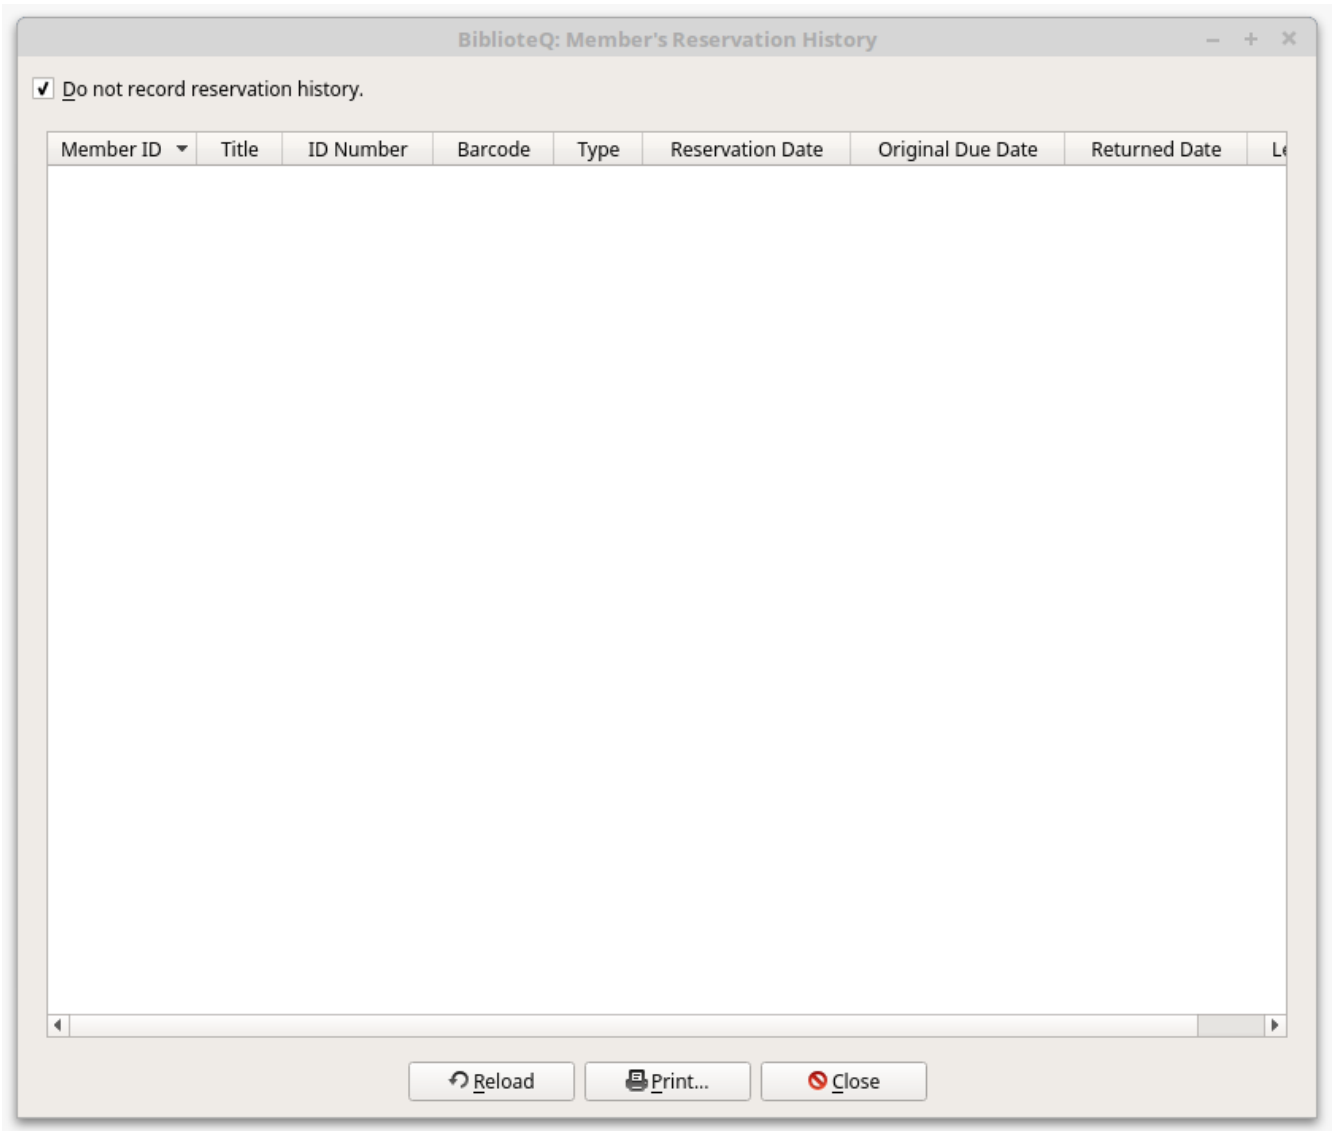 BiblioteQ: Member's Reservation History
Do not record reservation history.
Member ID Title ID Number Barcode Type Reservation Date Original Due Date Returned Date Le
Reload Print... Close